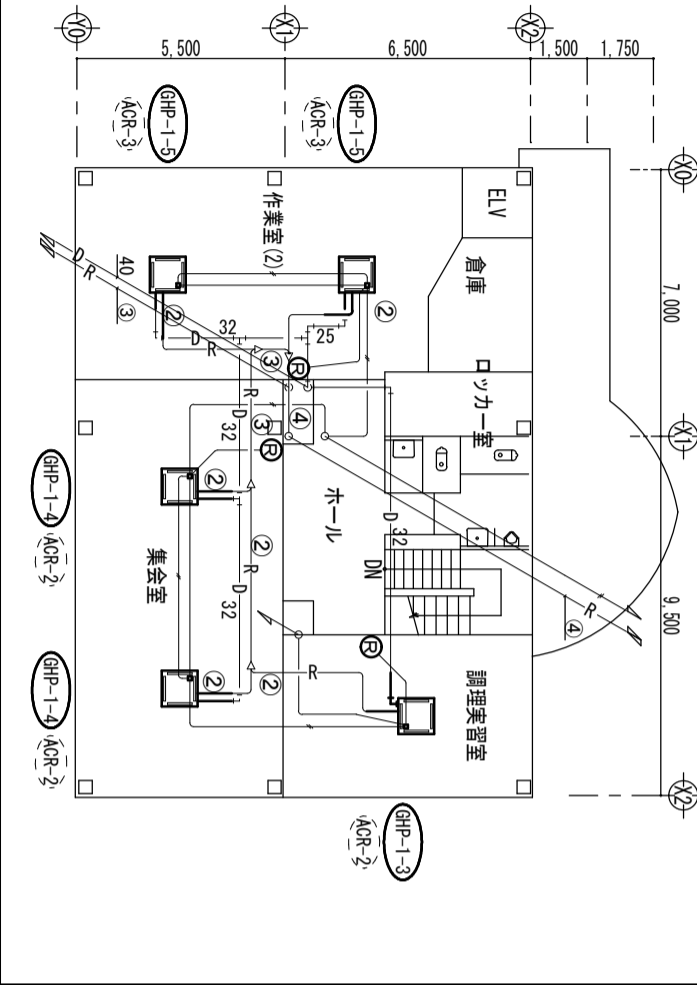 Y0
5,500
X1
6,500
X2
1,500
1,750
GHP-1-5
ACR-3
GHP-1-5
ACR-3
X0
7,000
X1
9,500
X2
ELV
倉庫
作業室(2)
ロッカー室
ホール
DN
集会室
調理実習室
D
R
40
③
②
32
D
R
25
②
③
R
④
③
R
R
D
32
②
D
32
②
R
D
32
②
②
R
R
R
④
GHP-1-4
ACR-2
GHP-1-4
ACR-2
GHP-1-3
ACR-2